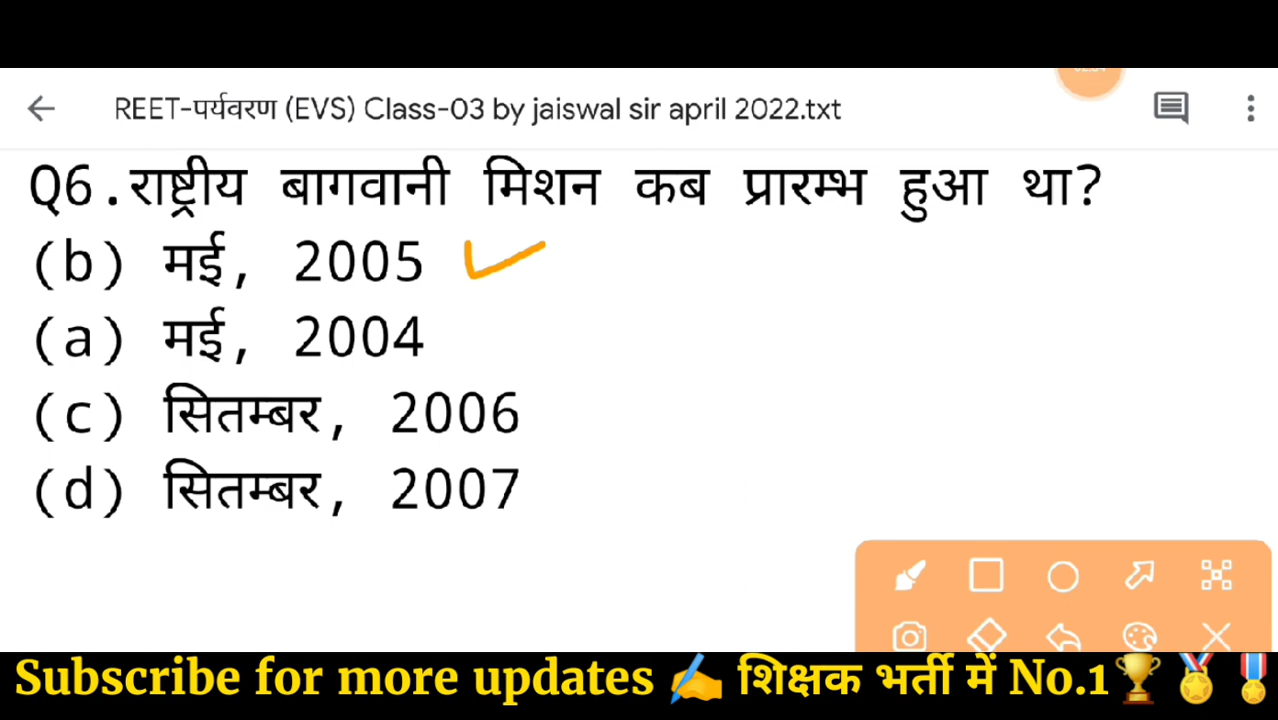 REET-पर्यवरण (EVS) Class-03 by jaiswal sir april 2022.txt
Q6.राष्ट्रीय बागवानी मिशन कब प्रारम्भ हुआ था?
(b) मई, 2005
(a) मई, 2004
(c) सितम्बर, 2006
(d) सितम्बर, 2007
Subscribe for more updates ✍️ शिक्षक भर्ती में No.1🏆🏅🎖️